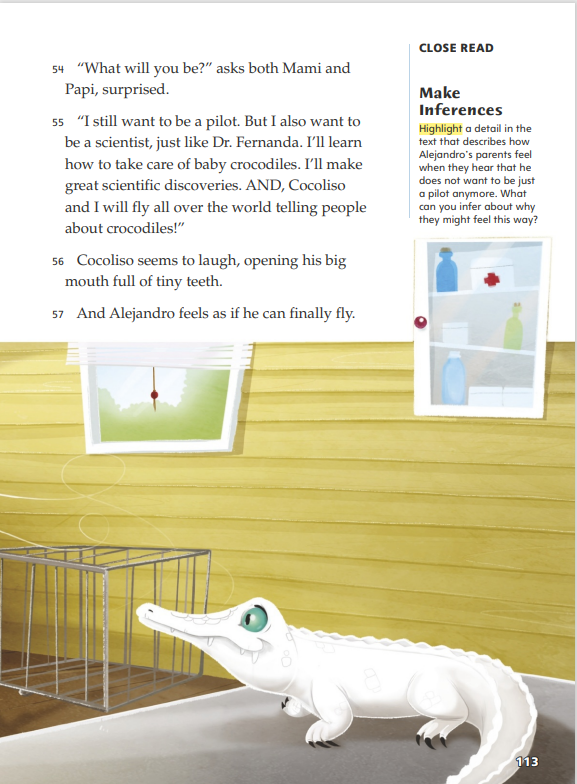 54 “What will you be?” asks both Mami and
Papi, surprised.
55 “I still want to be a pilot. But I also want to
be a scientist, just like Dr. Fernanda. I’ll learn
how to take care of baby crocodiles. I’ll make
great scientific discoveries. AND, Cocoliso
and I will fly all over the world telling people
about crocodiles!”
56 Cocoliso seems to laugh, opening his big
mouth full of tiny teeth.
57 And Alejandro feels as if he can finally fly.
CLOSE READ
Make
Inferences
Highlight a detail in the
text that describes how
Alejandro’s parents feel
when they hear that he
does not want to be just
a pilot anymore. What
can you infer about why
they might feel this way?
113